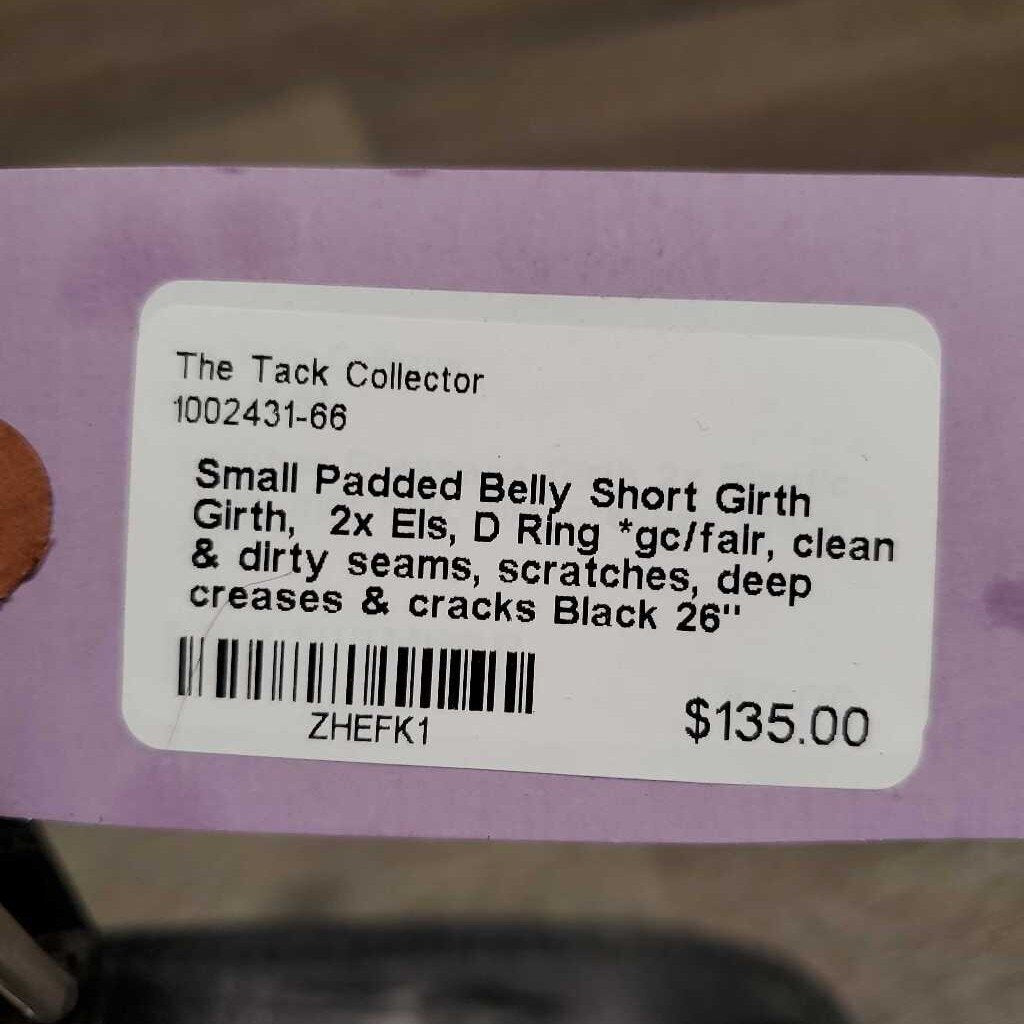 The Tack Collector
1002431-66
Small Padded Belly Short Girth
Girth, 2x Els, D Ring *gc/fair, clean
& dirty seams, scratches, deep
creases & cracks Black 26"
ZHEFK1
$135.00